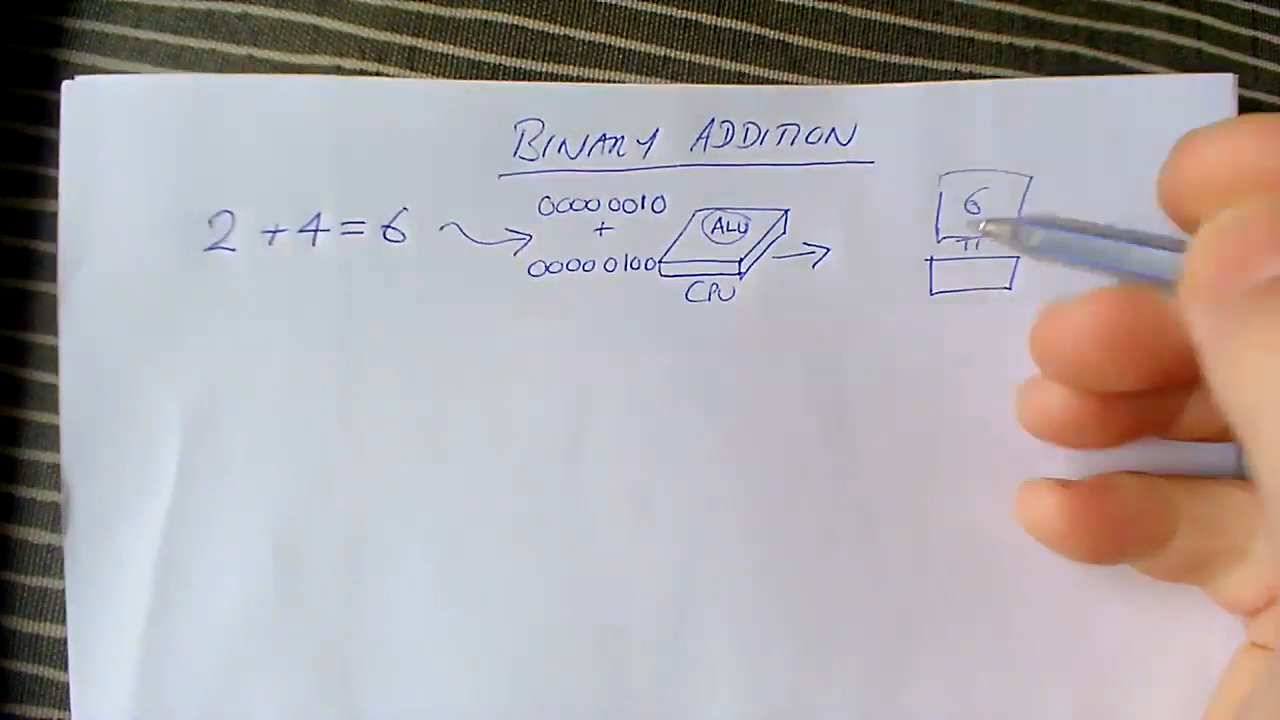 BINARY ADDITION
2 + 4 = 6
00000010
+
00000100
ALU
CPU
6